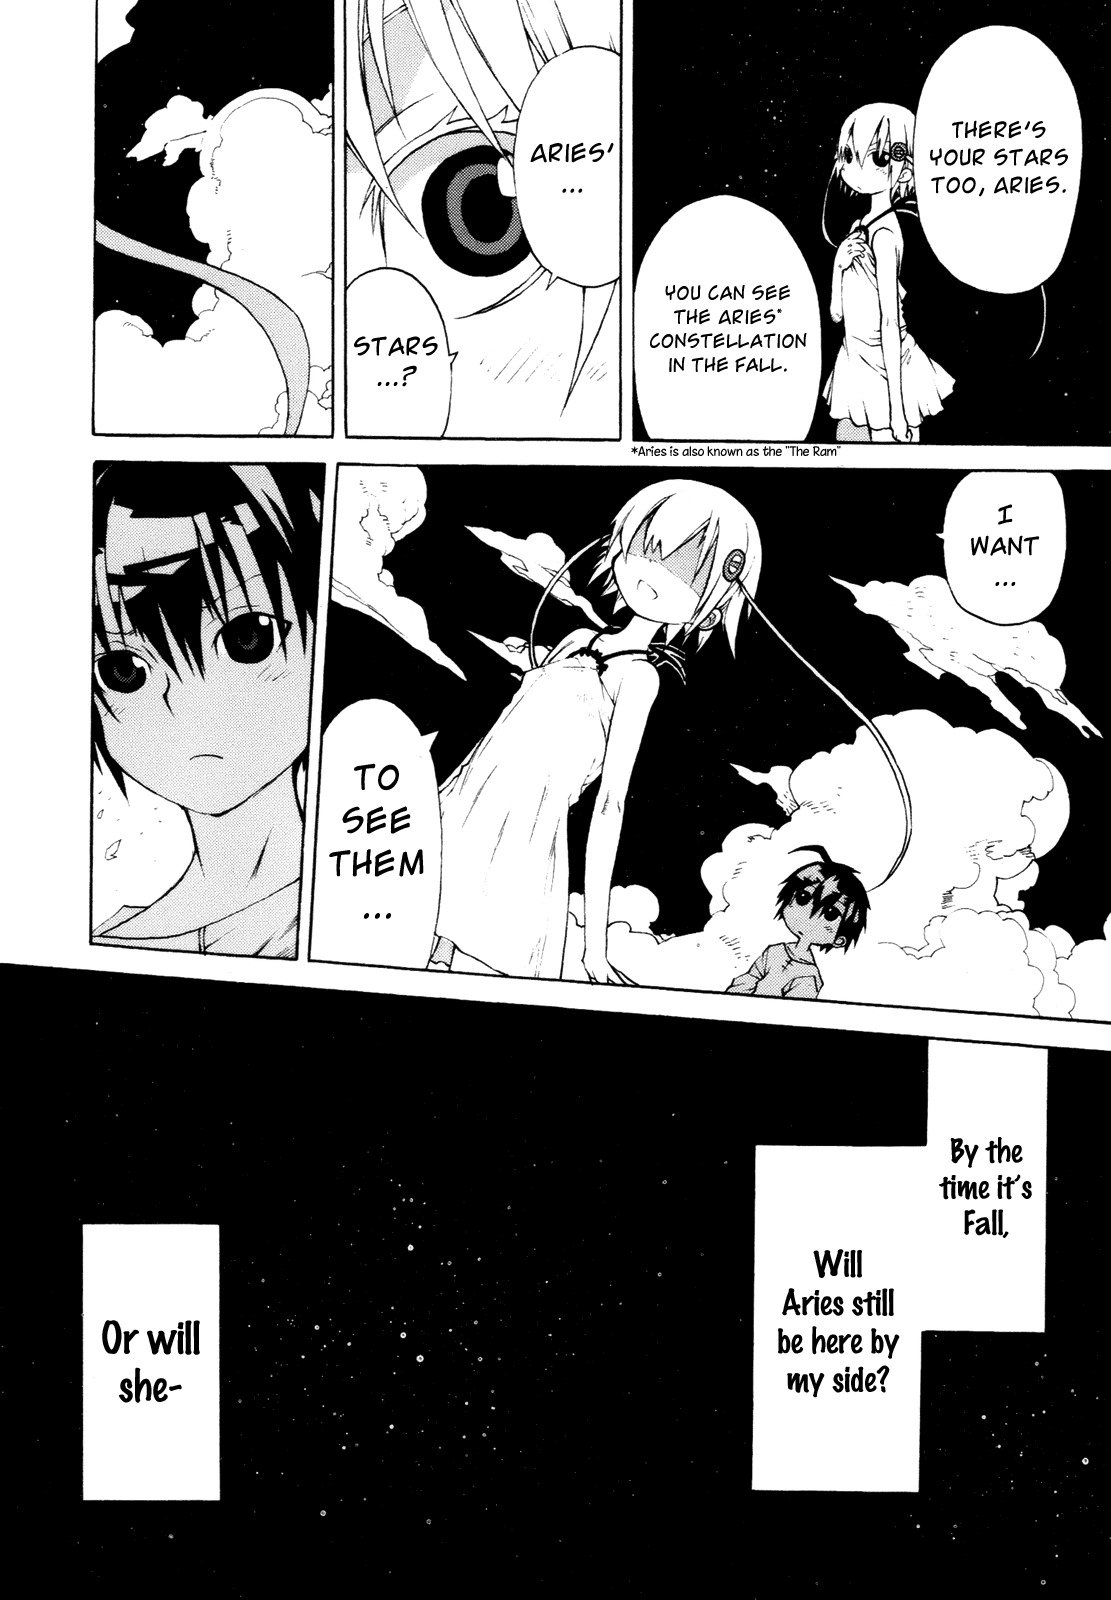 THERE'S
YOUR STARS
TOO, ARIES.
YOU CAN SEE
THE ARIES*
CONSTELLATION
IN THE FALL.
*Aries is also known as the "The Ram"
ARIES'
...
STARS
...?
I
WANT
...
TO
SEE
THEM
...
By the
time it's
Fall,
Will
Aries still
be here by
my side?
Or will
she-